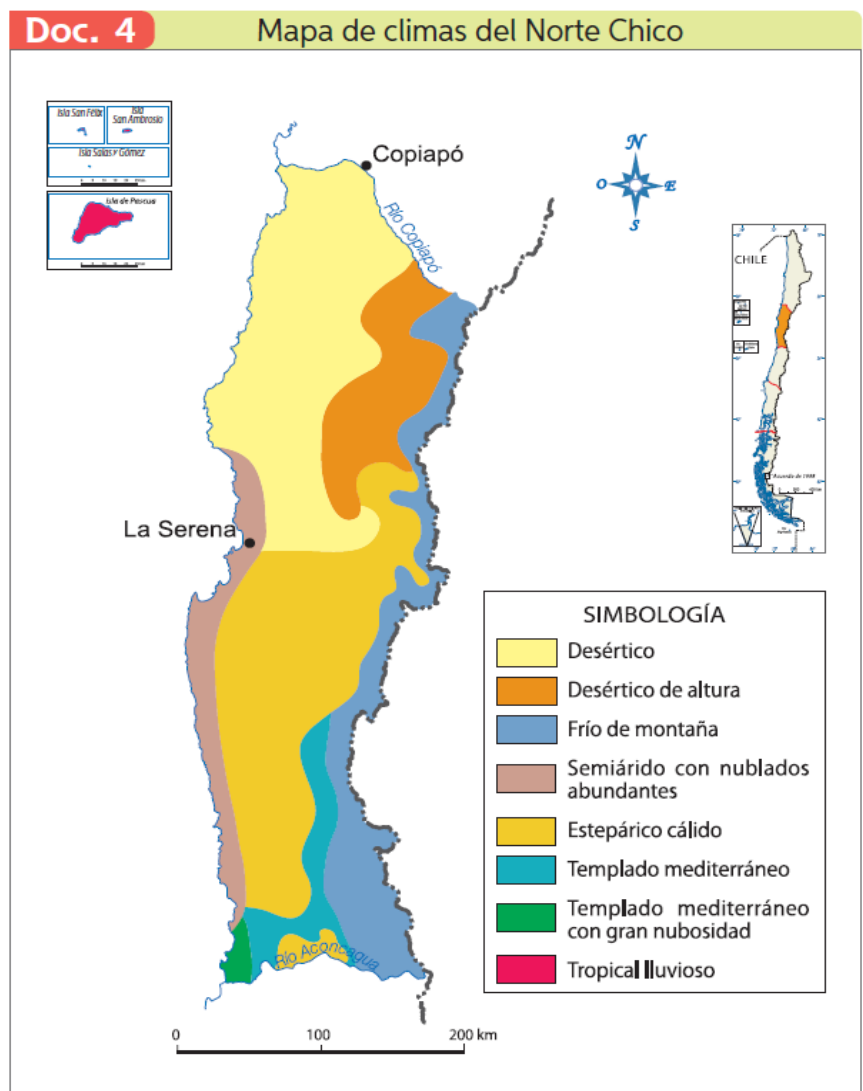 Doc. 4
Mapa de climas del Norte Chico
Isla San Félix
Isla
San Ambrosio
Isla Salas y Gómez
Isla de Pascua
Copiapó
Río Copiapó
N
O
E
S
CHILE
La Serena
Río Aconcagua
SIMBOLOGÍA
Desértico
Desértico de altura
Frío de montaña
Semiárido con nublados
abundantes
Estepárico cálido
Templado mediterráneo
Templado mediterráneo
con gran nubosidad
Tropical lluvioso
0
100
200 km